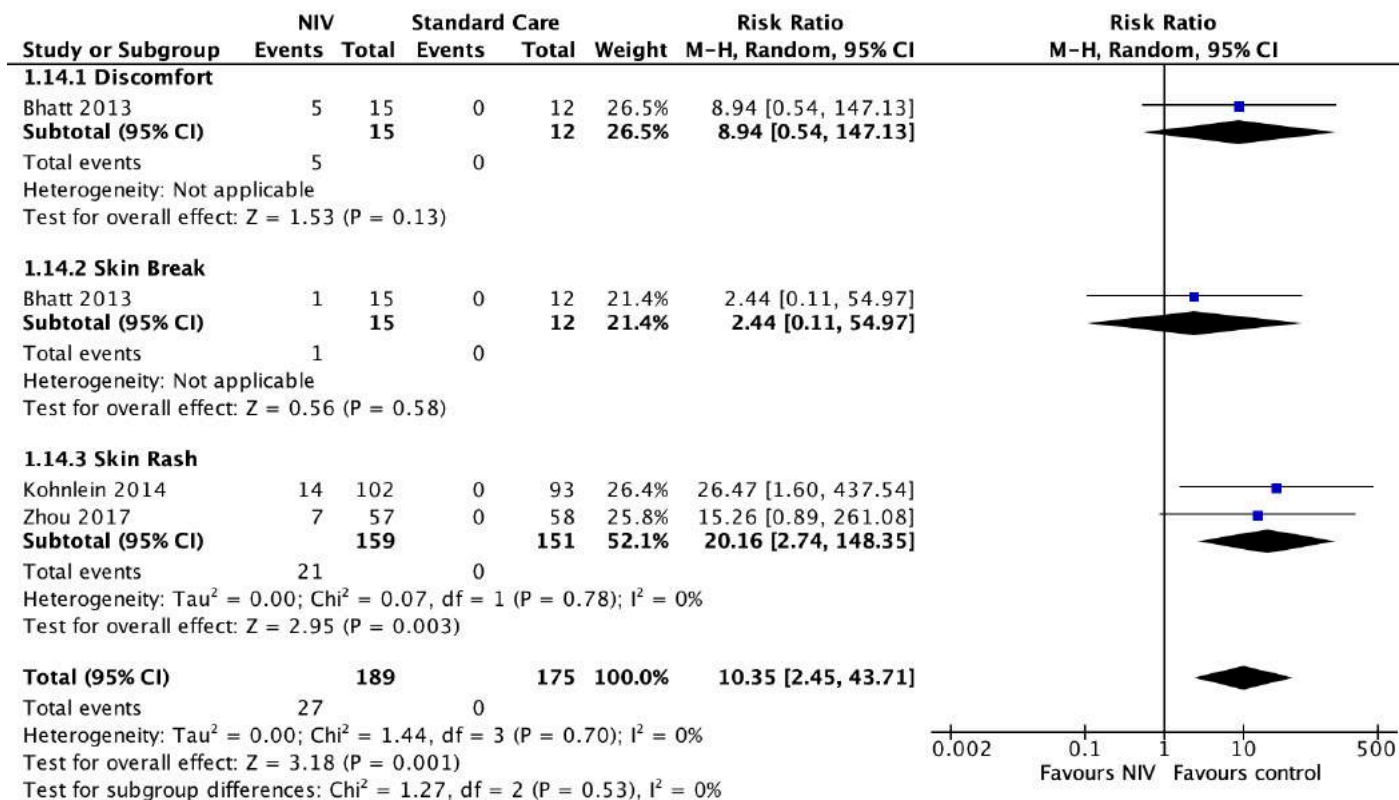 NIV Standard Care Risk Ratio Risk Ratio
Study or Subgroup Events Total Events Total Weight M-H, Random, 95% CI M-H, Random, 95% CI
1.14.1 Discomfort
Bhatt 2013 5 15 0 12 26.5% 8.94 [0.54, 147.13]
Subtotal (95% CI) 15 12 26.5% 8.94 [0.54, 147.13]
Total events 5 0
Heterogeneity: Not applicable
Test for overall effect: Z = 1.53 (P = 0.13)
1.14.2 Skin Break
Bhatt 2013 1 15 0 12 21.4% 2.44 [0.11, 54.97]
Subtotal (95% CI) 15 12 21.4% 2.44 [0.11, 54.97]
Total events 1 0
Heterogeneity: Not applicable
Test for overall effect: Z = 0.56 (P = 0.58)
1.14.3 Skin Rash
Kohnlein 2014 14 102 0 93 26.4% 26.47 [1.60, 437.54]
Zhou 2017 7 57 0 58 25.8% 15.26 [0.89, 261.08]
Subtotal (95% CI) 159 151 52.1% 20.16 [2.74, 148.35]
Total events 21 0
Heterogeneity: Tau² = 0.00; Chi² = 0.07, df = 1 (P = 0.78); I² = 0%
Test for overall effect: Z = 2.95 (P = 0.003)
Total (95% CI) 189 175 100.0% 10.35 [2.45, 43.71]
Total events 27 0
Heterogeneity: Tau² = 0.00; Chi² = 1.44, df = 3 (P = 0.70); I² = 0%
Test for overall effect: Z = 3.18 (P = 0.001)
Test for subgroup differences: Chi² = 1.27, df = 2 (P = 0.53), I² = 0%
0.002 0.1 1 10 500
Favours NIV Favours control